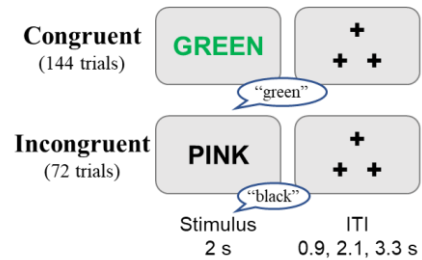 Congruent
(144 trials)
GREEN
“green”
Incongruent
(72 trials)
PINK
“black”
Stimulus
2 s
ITI
0.9, 2.1, 3.3 s